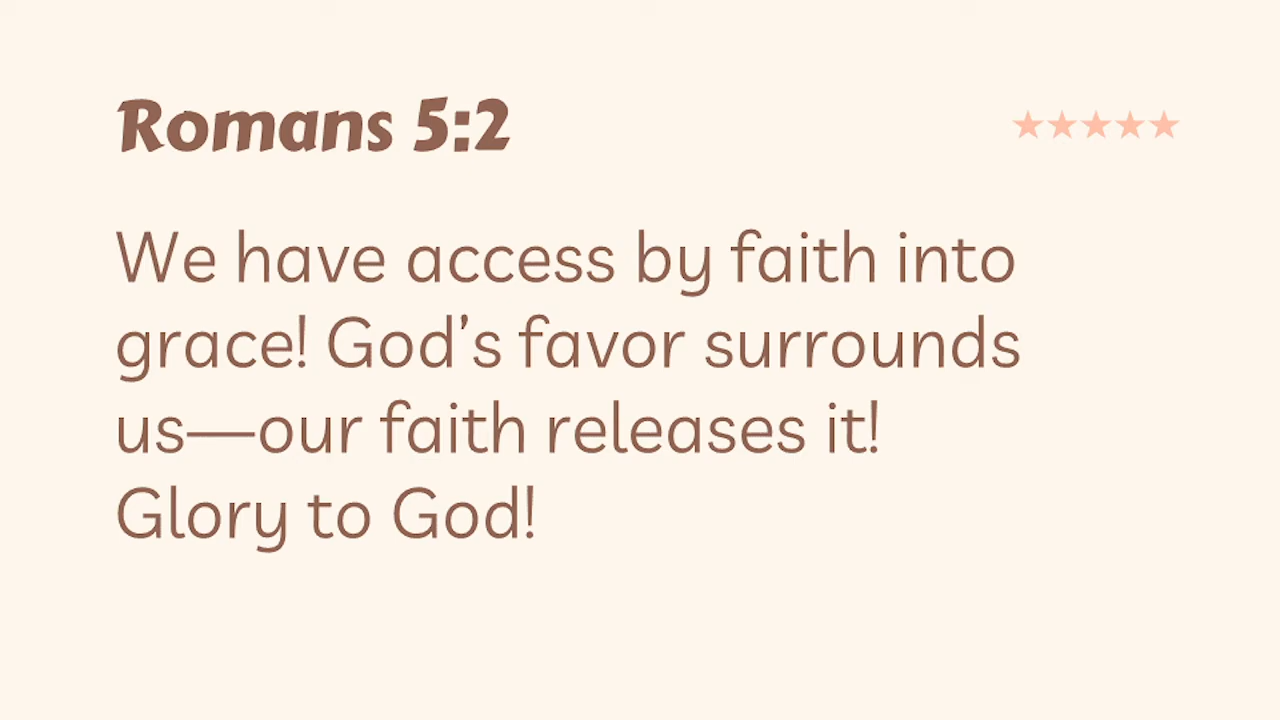 Romans 5:2
We have access by faith into
grace! God’s favor surrounds
us—our faith releases it!
Glory to God!